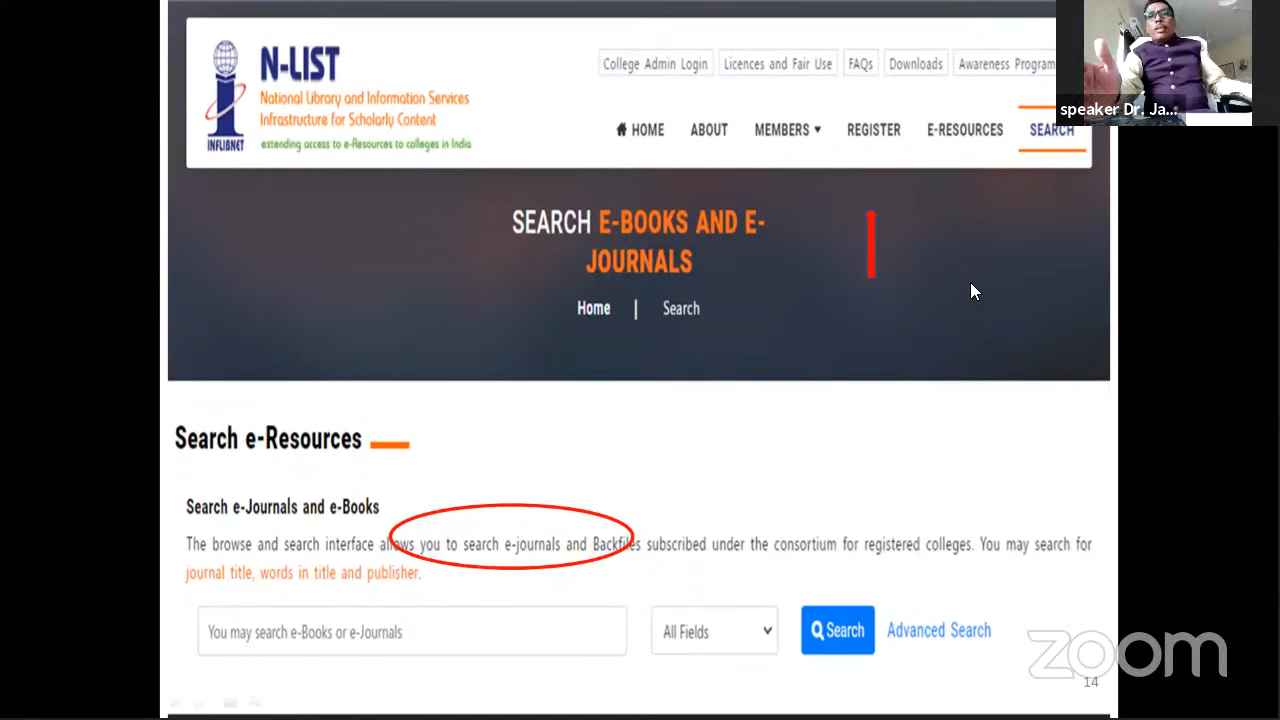 N-LIST
National Library and Information Services
Infrastructure for Scholarly Content
extending access to e-Resources to colleges in India
INFLIBNET
College Admin Login
Licences and Fair Use
FAQs
Downloads
Awareness Program
HOME
ABOUT
MEMBERS
REGISTER
E-RESOURCES
SEARCH
speaker Dr. Ja...
SEARCH E-BOOKS AND E-
JOURNALS
Home | Search
Search e-Resources
Search e-Journals and e-Books
The browse and search interface allows you to search e-journals and Backfiles subscribed under the consortium for registered colleges. You may search for
journal title, words in title and publisher.
You may search e-Books or e-Journals
All Fields
Search
Advanced Search
zoom
14